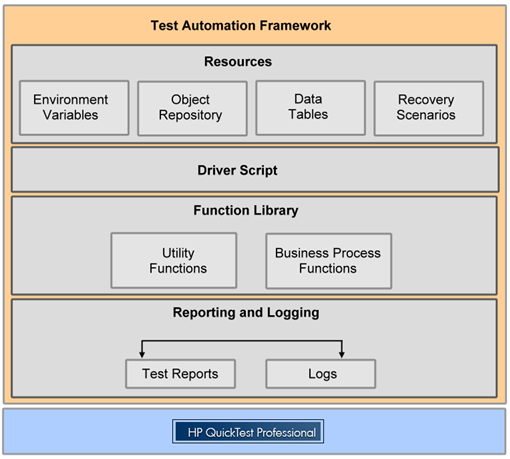 Test Automation Framework
Resources
Environment
Variables
Object
Repository
Data
Tables
Recovery
Scenarios
Driver Script
Function Library
Utility
Functions
Business Process
Functions
Reporting and Logging
Test Reports
Logs
HP QuickTest Professional